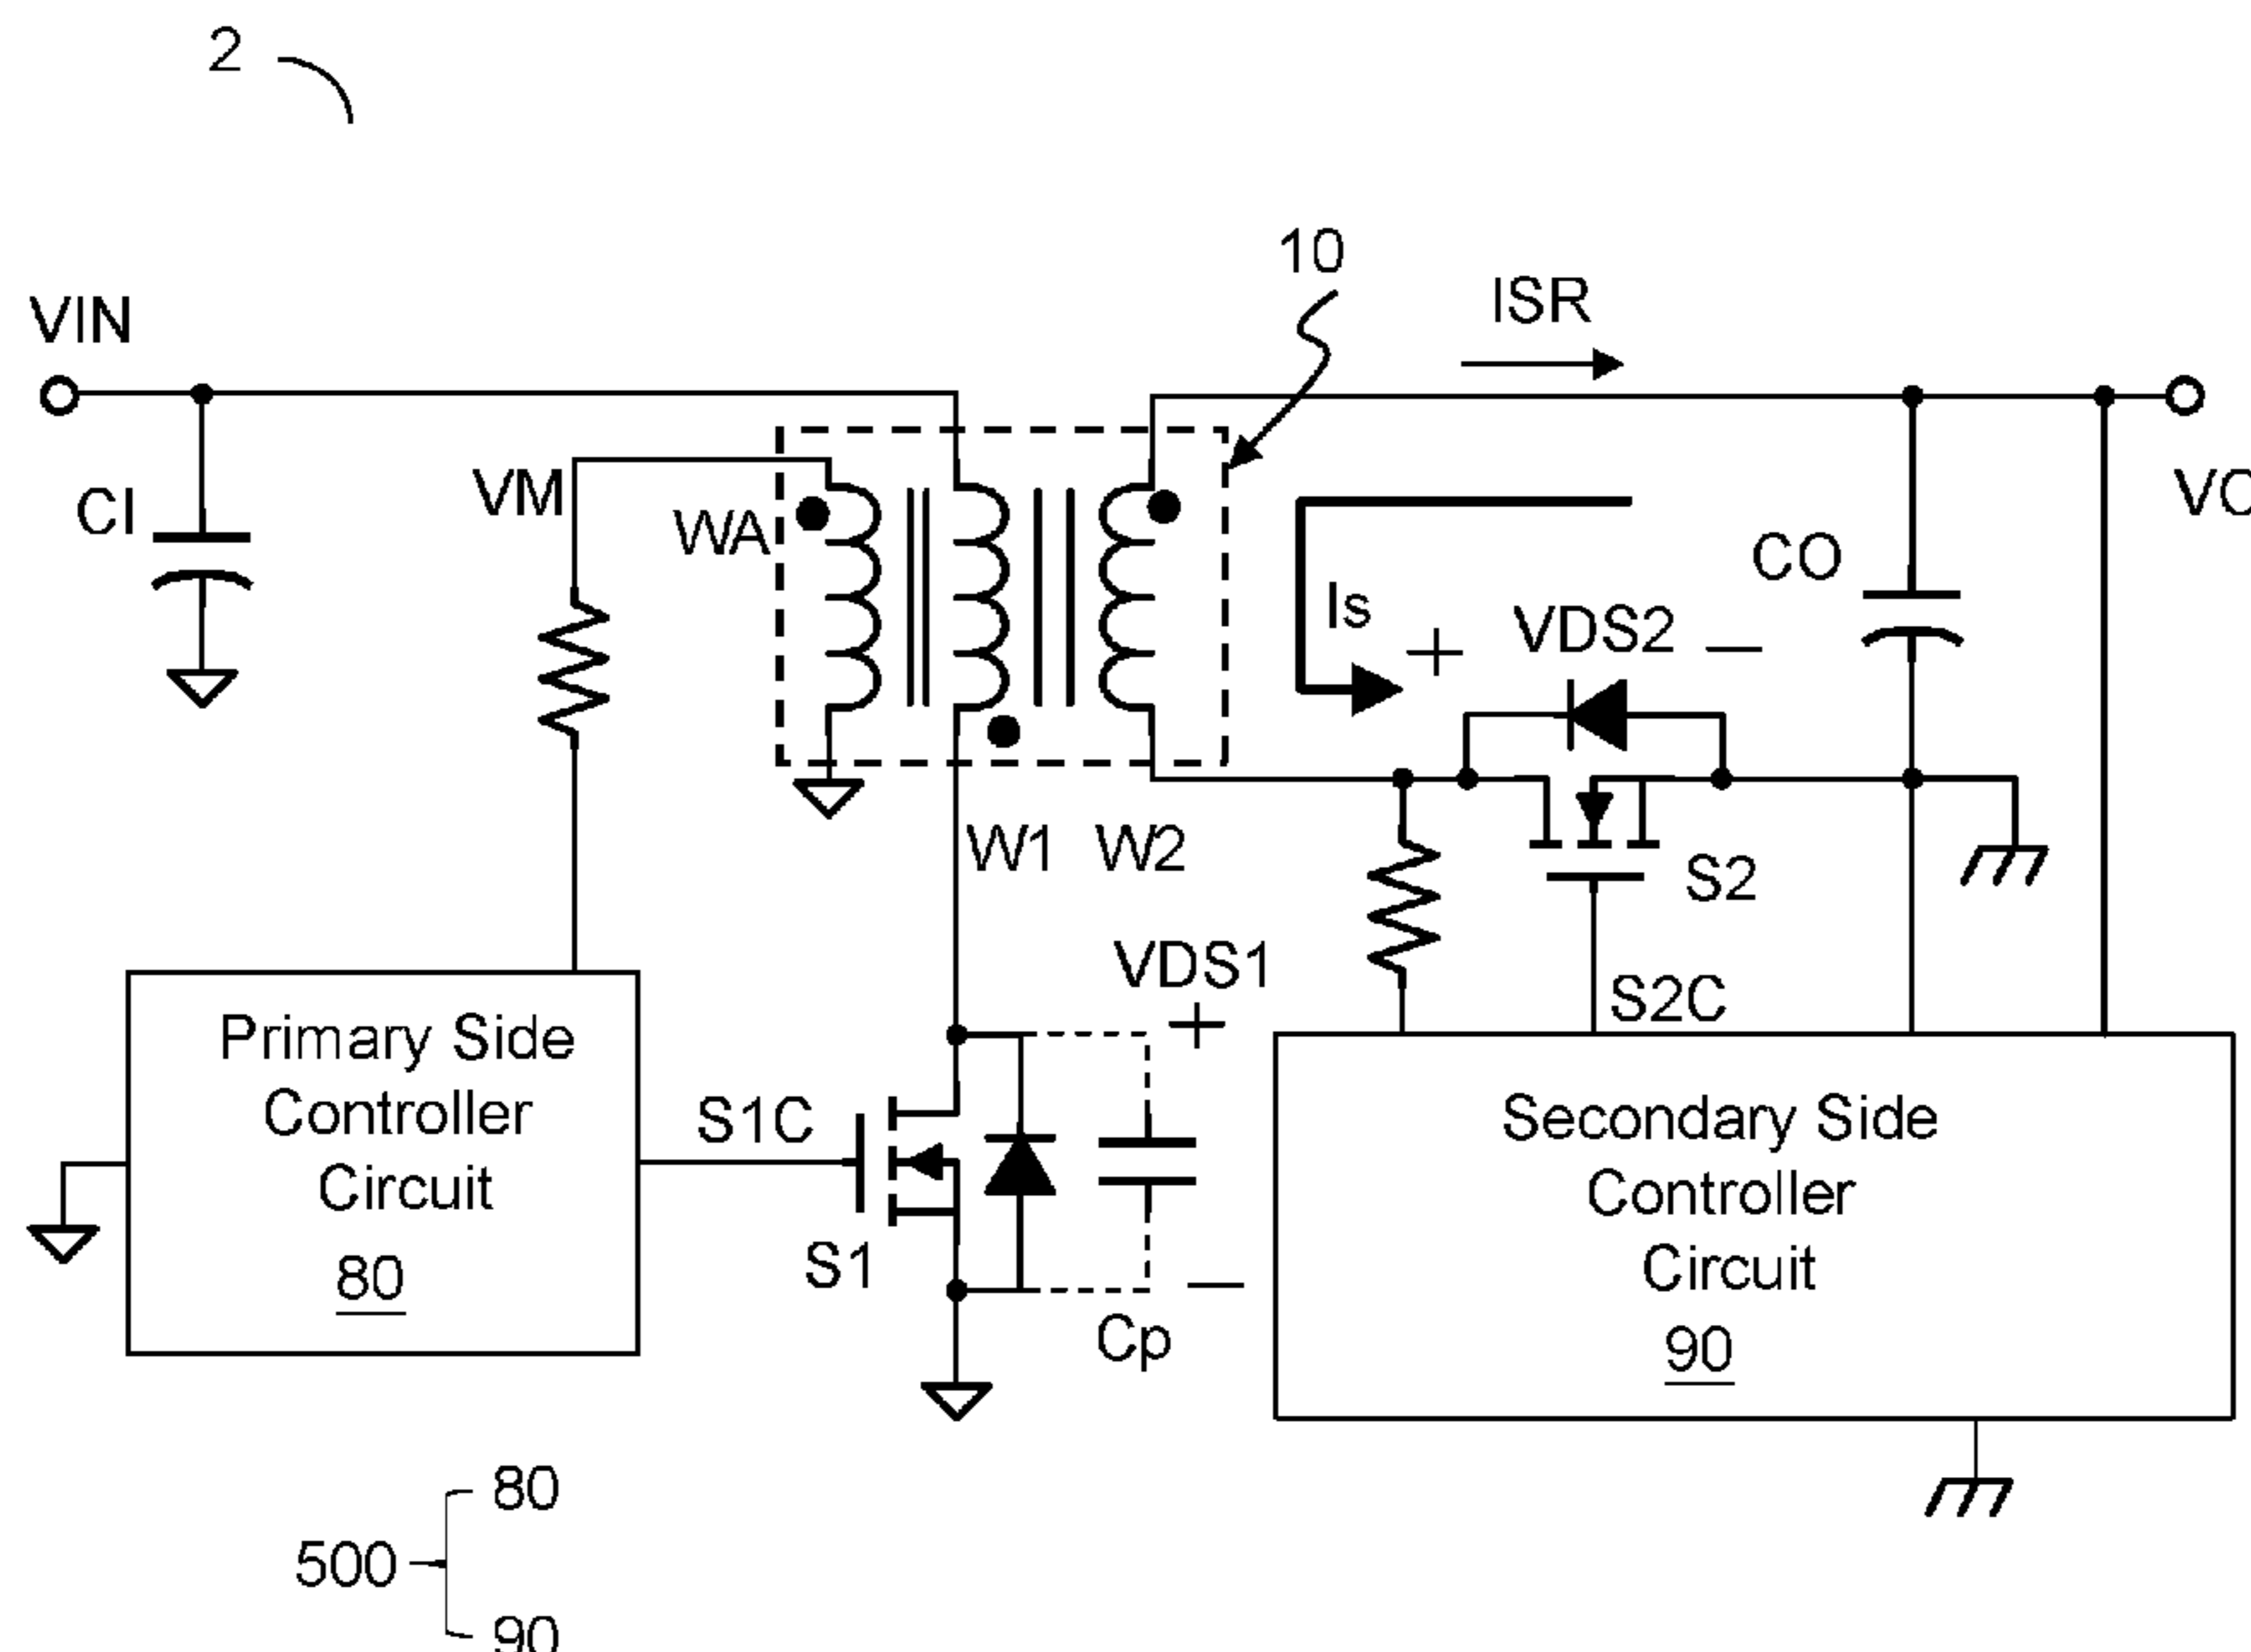 2
10
ISR
VIN
VM
CI
WA
CO
Is
+ VDS2 −
W1 W2
S2
VDS1
+
S2C
Primary Side
Controller
Circuit
80
S1C
S1
−
Cp
Secondary Side
Controller
Circuit
90
500
80
90